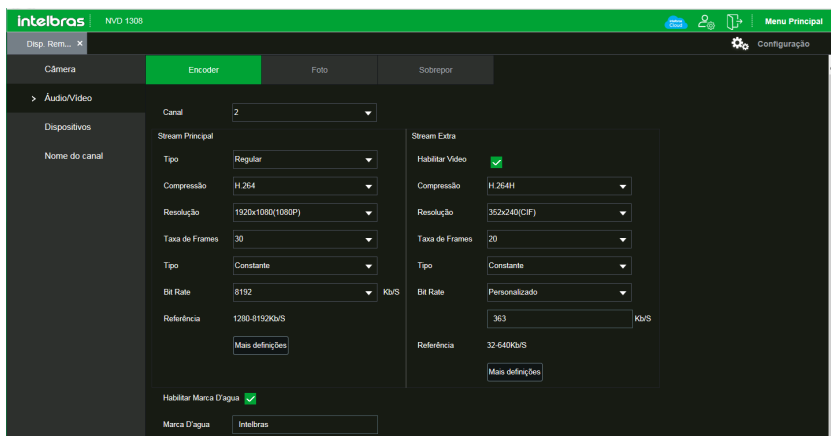 intelbras NVD 1308 Intelbras Cloud Menu Principal
Disp. Rem... × Configuração
Câmera
> Áudio/Vídeo
Dispositivos
Nome do canal
Encoder Foto Sobrepor
Canal 2
Stream Principal
Tipo Regular
Compressão H.264
Resolução 1920x1080(1080P)
Taxa de Frames 30
Tipo Constante
Bit Rate 8192 Kb/S
Referência 1280-8192Kb/S
Mais definições
Stream Extra
Habilitar Video
Compressão H.264H
Resolução 352x240(CIF)
Taxa de Frames 20
Tipo Constante
Bit Rate Personalizado
363 Kb/S
Referência 32-640Kb/S
Mais definições
Habilitar Marca D'agua
Marca D'agua Intelbras